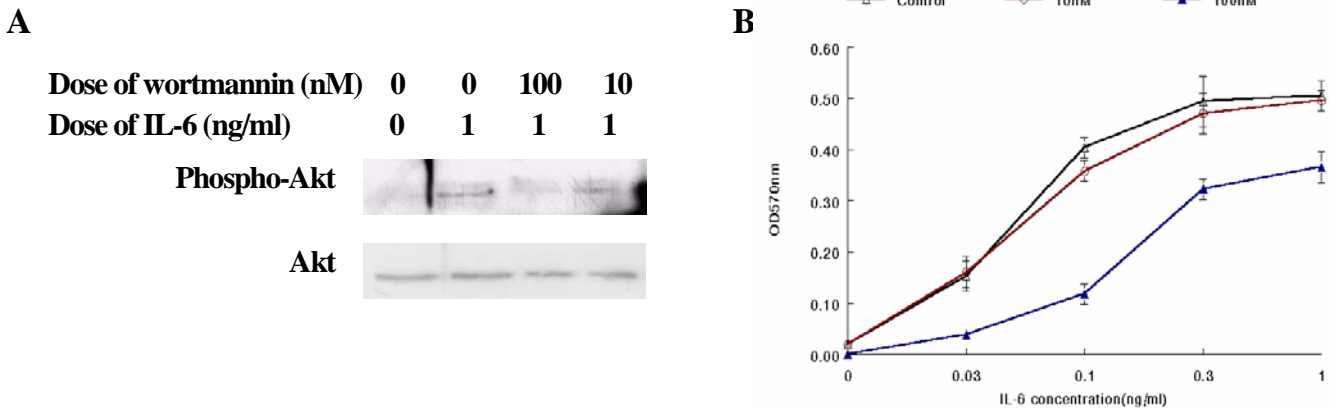 A
Dose of wortmannin (nM) 0 0 100 10
Dose of IL-6 (ng/ml) 0 1 1 1
Phospho-Akt
Akt
B
Control 10nM 100nM
0.60
0.50
0.40
0.30
0.20
0.10
0.00
OD570nm
0 0.03 0.1 0.3 1
IL-6 concentration(ng/ml)